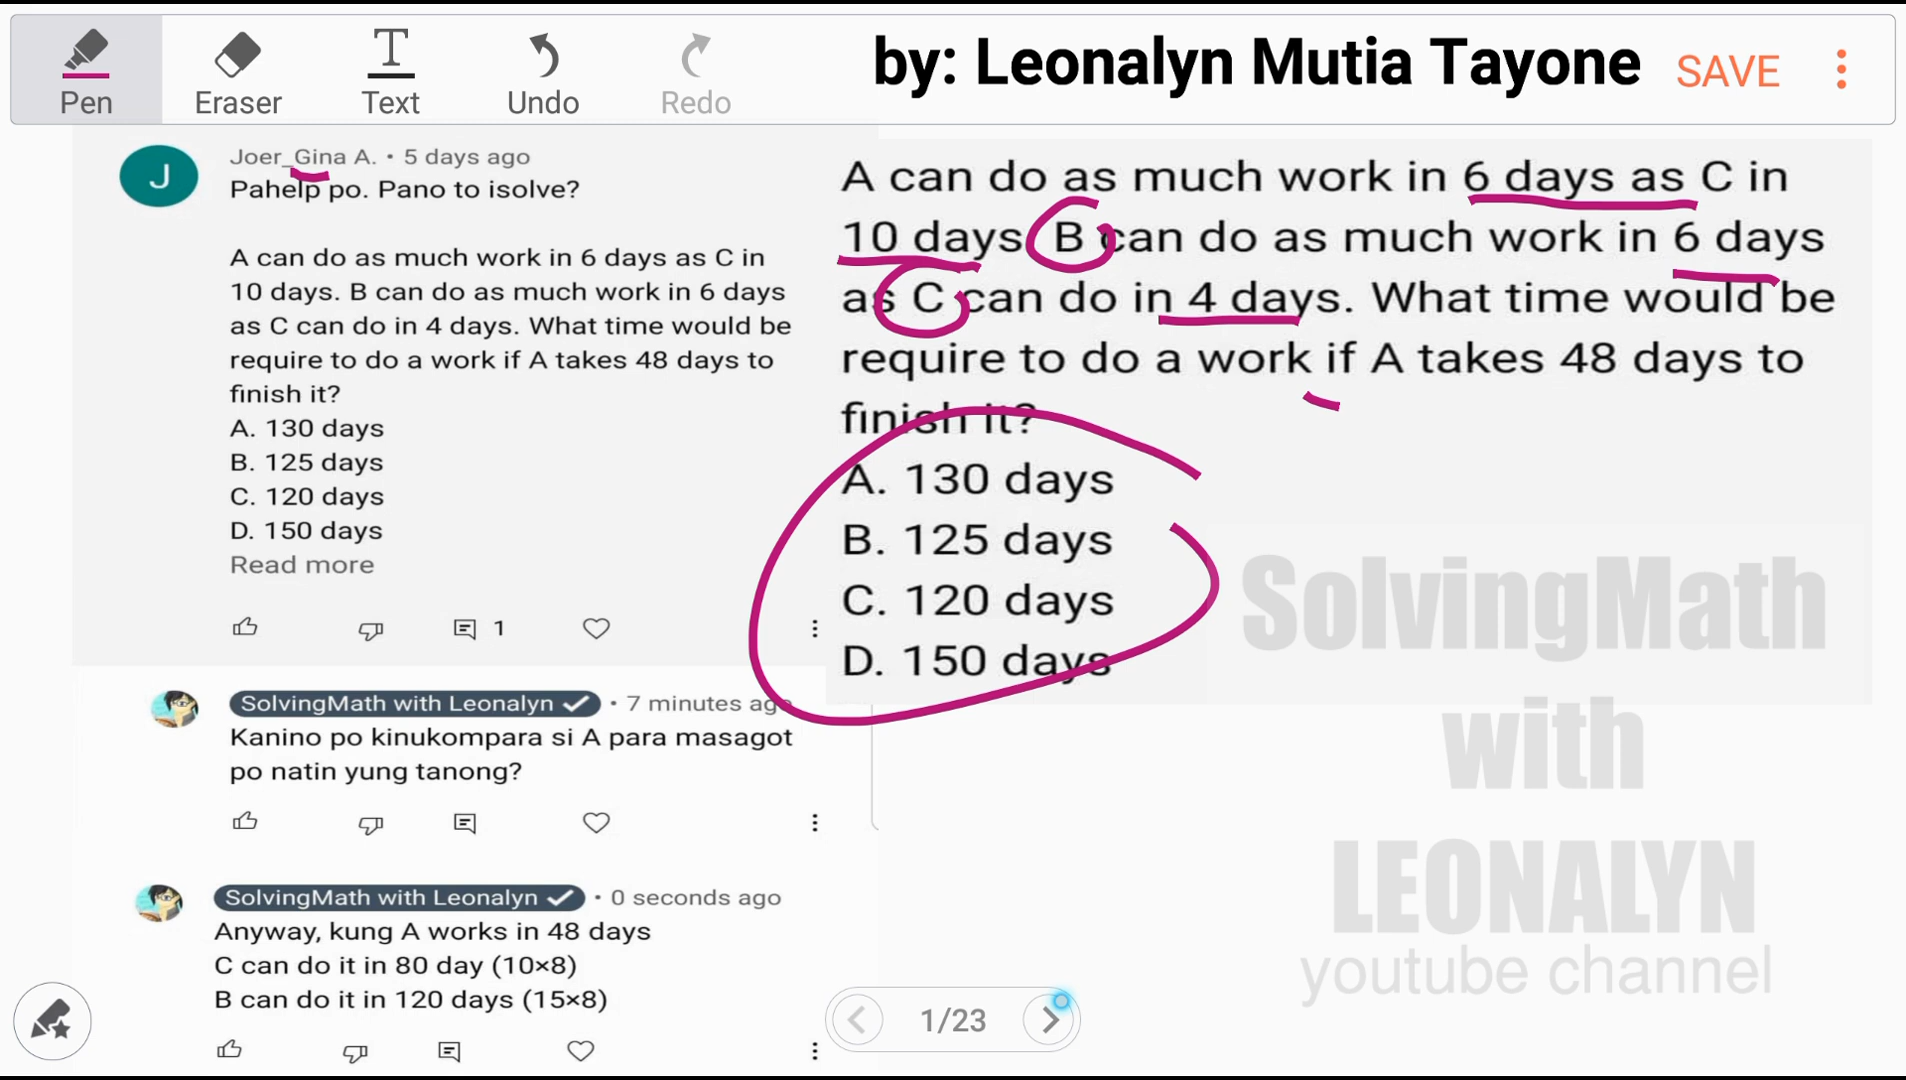 Pen
Eraser
Text
Undo
Redo
by: Leonalyn Mutia Tayone
SAVE
J
Joer_Gina A. • 5 days ago
Pahelp po. Pano to isolve?
A can do as much work in 6 days as C in
10 days. B can do as much work in 6 days
as C can do in 4 days. What time would be
require to do a work if A takes 48 days to
finish it?
A. 130 days
B. 125 days
C. 120 days
D. 150 days
Read more
1
SolvingMath with Leonalyn • 7 minutes ago
Kanino po kinukompara si A para masagot
po natin yung tanong?
SolvingMath with Leonalyn • 0 seconds ago
Anyway, kung A works in 48 days
C can do it in 80 day (10×8)
B can do it in 120 days (15×8)
A can do as much work in 6 days as C in
10 days B can do as much work in 6 days
as C can do in 4 days. What time would be
require to do a work if A takes 48 days to
finish it?
A. 130 days
B. 125 days
C. 120 days
D. 150 days
SolvingMath
with
LEONALYN
youtube channel
1/23